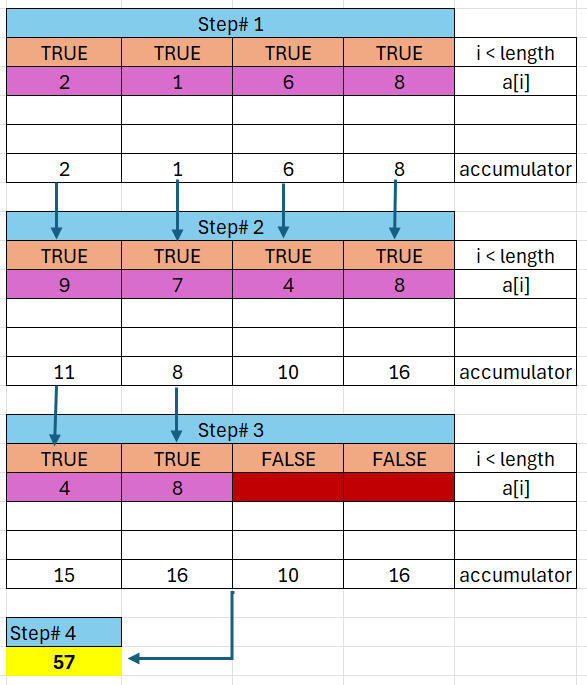 Step# 1
TRUE TRUE TRUE TRUE i < length
2 1 6 8 a[i]
2 1 6 8 accumulator
Step# 2
TRUE TRUE TRUE TRUE i < length
9 7 4 8 a[i]
11 8 10 16 accumulator
Step# 3
TRUE TRUE FALSE FALSE i < length
4 8 a[i]
15 16 10 16 accumulator
Step# 4
57